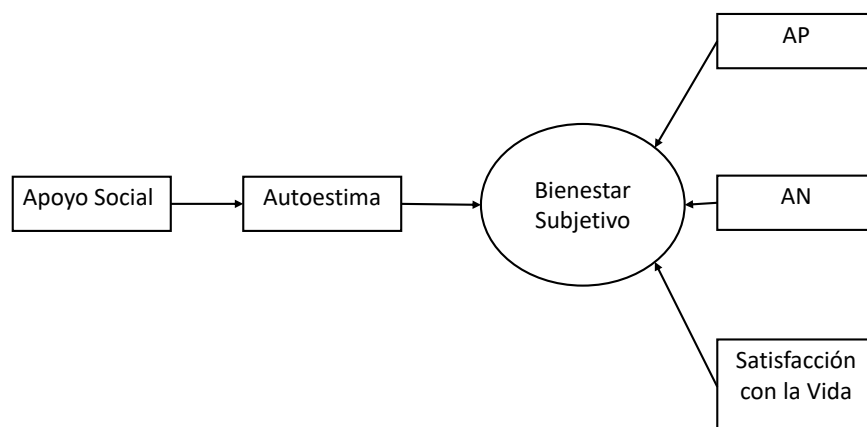 AP
Apoyo Social
Autoestima
Bienestar
Subjetivo
AN
Satisfacción
con la Vida